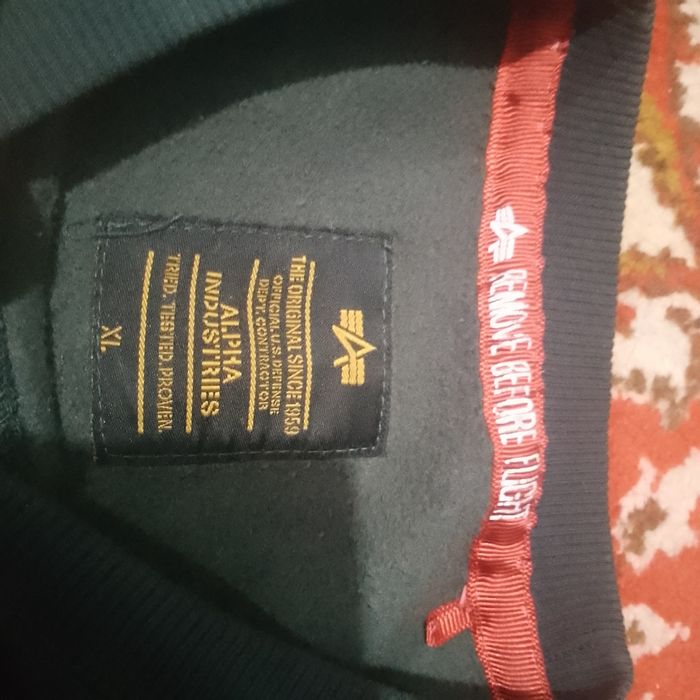 THE ORIGINAL SINCE 1959
OFFICIAL U.S. DEFENSE
DEPT. CONTRACTOR
ALPHA
INDUSTRIES
TRIED. TESTED. PROVEN.
XL
REMOVE BEFORE FLIGHT